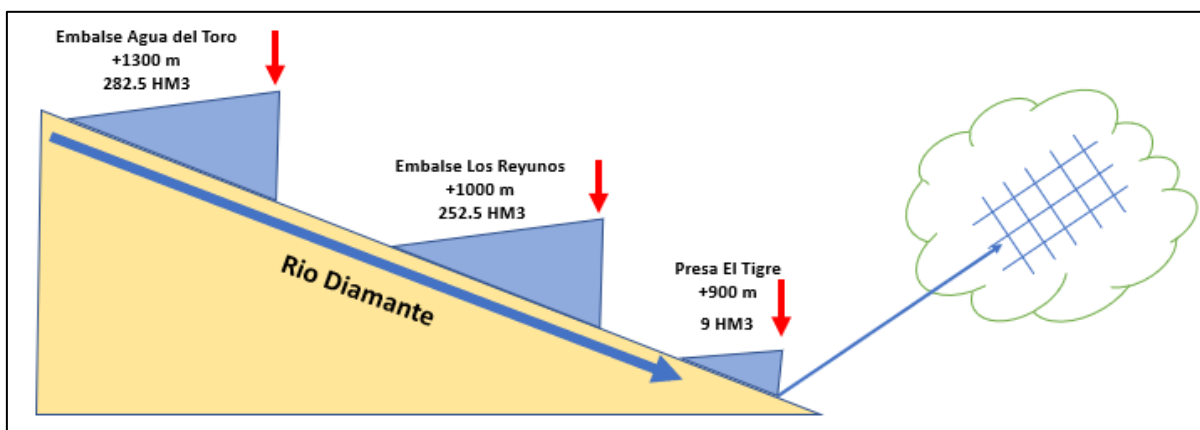 Embalse Agua del Toro
+1300 m
282.5 HM3
Embalse Los Reyunos
+1000 m
252.5 HM3
Presa El Tigre
+900 m
9 HM3
Rio Diamante